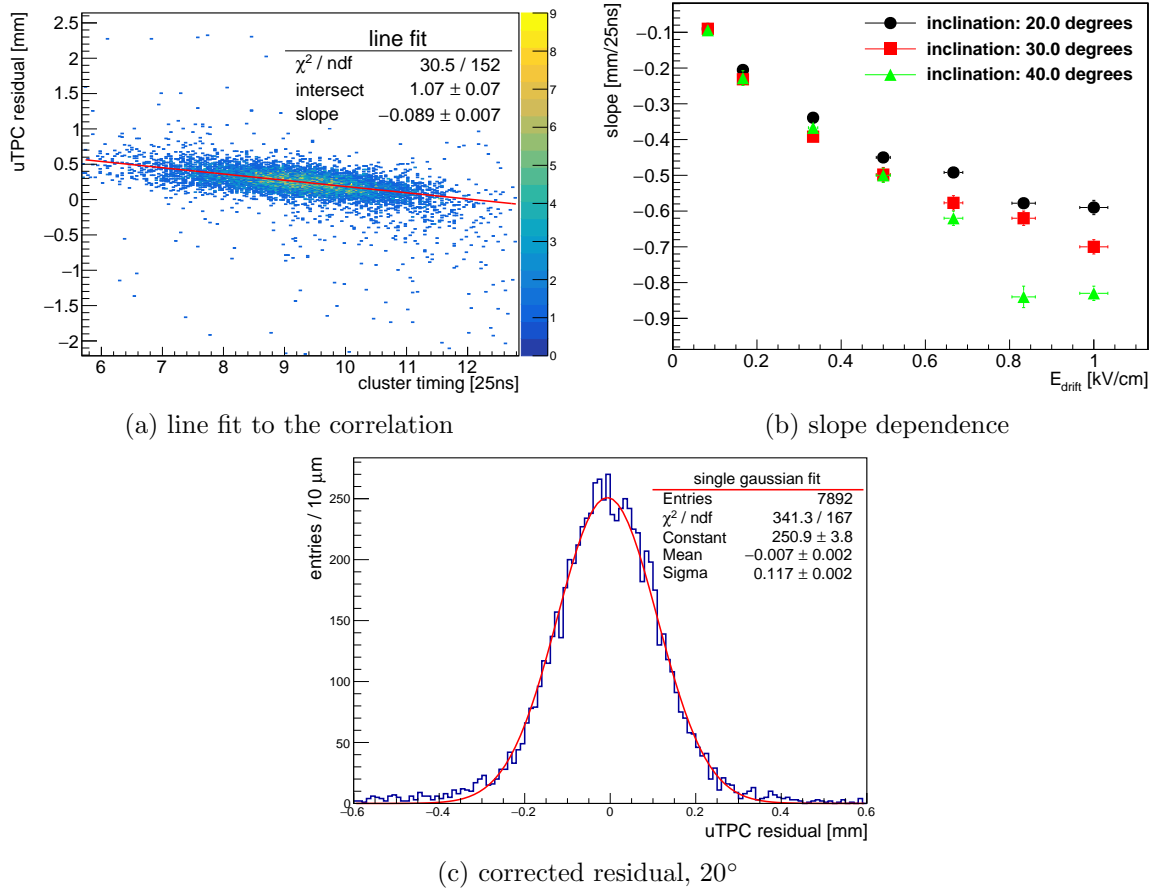 uTPC residual [mm]
2.5
2
1.5
1
0.5
0
−0.5
−1
−1.5
−2
line fit
χ² / ndf 30.5 / 152
intersect 1.07 ± 0.07
slope −0.089 ± 0.007
9
8
7
6
5
4
3
2
1
0
6 7 8 9 10 11 12
cluster timing [25ns]
(a) line fit to the correlation
slope [mm/25ns]
−0.1
−0.2
−0.3
−0.4
−0.5
−0.6
−0.7
−0.8
−0.9
inclination: 20.0 degrees
inclination: 30.0 degrees
inclination: 40.0 degrees
0 0.2 0.4 0.6 0.8 1
E_drift [kV/cm]
(b) slope dependence
entries / 10 μm
250
200
150
100
50
0
single gaussian fit
Entries 7892
χ² / ndf 341.3 / 167
Constant 250.9 ± 3.8
Mean −0.007 ± 0.002
Sigma 0.117 ± 0.002
−0.6 −0.4 −0.2 0 0.2 0.4 0.6
uTPC residual [mm]
(c) corrected residual, 20°